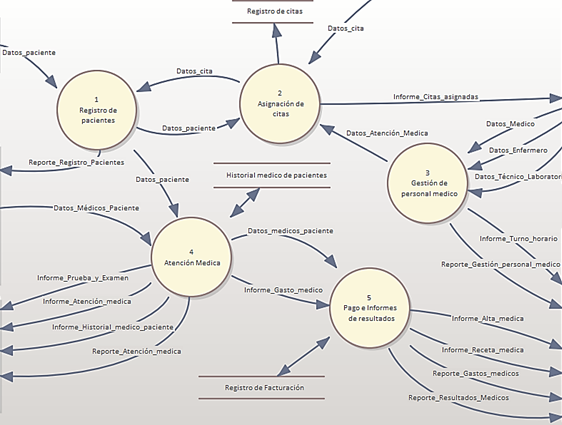 Registro de citas
Datos_cita
Datos_paciente
Datos_cita
1
Registro de
pacientes
2
Asignación de
citas
Informe_Citas_asignadas
Datos_paciente
Datos_Medico
Datos_Atención_Medica
Datos_Enfermero
Reporte_Registro_Pacientes
Datos_paciente
Historial medico de pacientes
3
Gestión de
personal medico
Datos_Técnico_Laborator
Datos_Médicos_Paciente
Datos_medicos_paciente
Informe_Turno_horario
4
Atención Medica
Reporte_Gestión_personal_medico
Informe_Prueba_y_Examen
Informe_Gasto_medico
Informe_Atención_medica
5
Pago e Informes
de resultados
Informe_Alta_medica
Informe_Historial_medico_paciente
Reporte_Atención_medica
Informe_Receta_medica
Reporte_Gastos_medicos
Registro de Facturación
Reporte_Resultados_Medicos